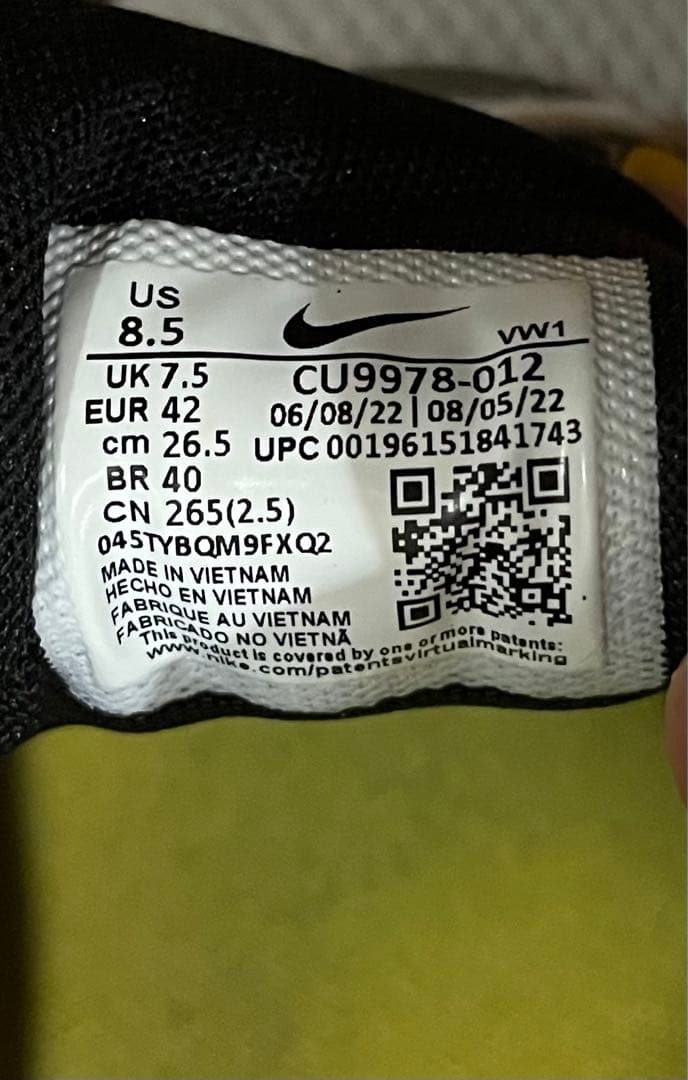 US
8.5
VW1
UK 7.5
CU9978-012
EUR 42
06/08/22 | 08/05/22
cm 26.5
UPC 00196151841743
BR 40
CN 265(2.5)
045TYBQM9FXQ2
MADE IN VIETNAM
HECHO EN VIETNAM
FABRIQUE AU VIETNAM
FABRICADO NO VIETNÃ
This product is covered by one or more patents:
www.nike.com/patentsvirtualmarking